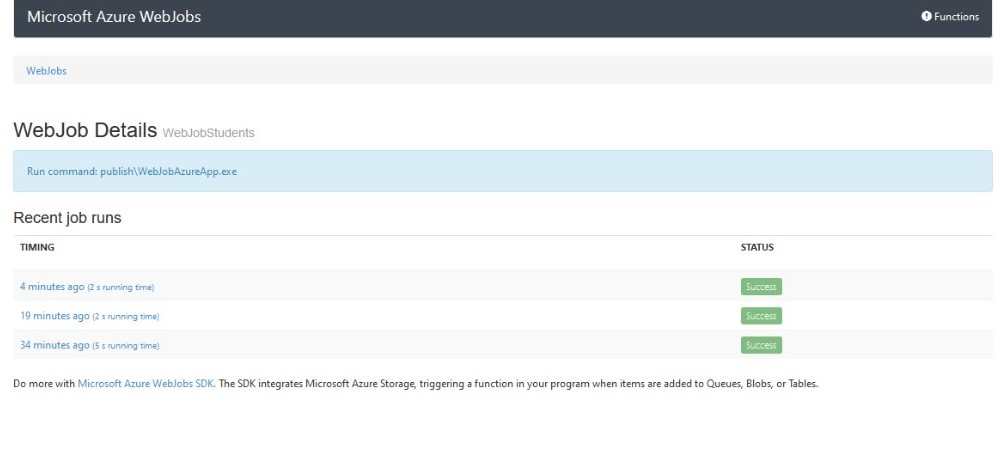 Microsoft Azure WebJobs Functions
WebJobs
WebJob Details WebJobStudents
Run command: publish\WebJobAzureApp.exe
Recent job runs
TIMING STATUS
4 minutes ago (2 s running time) Success
19 minutes ago (2 s running time) Success
34 minutes ago (5 s running time) Success
Do more with Microsoft Azure WebJobs SDK. The SDK integrates Microsoft Azure Storage, triggering a function in your program when items are added to Queues, Blobs, or Tables.